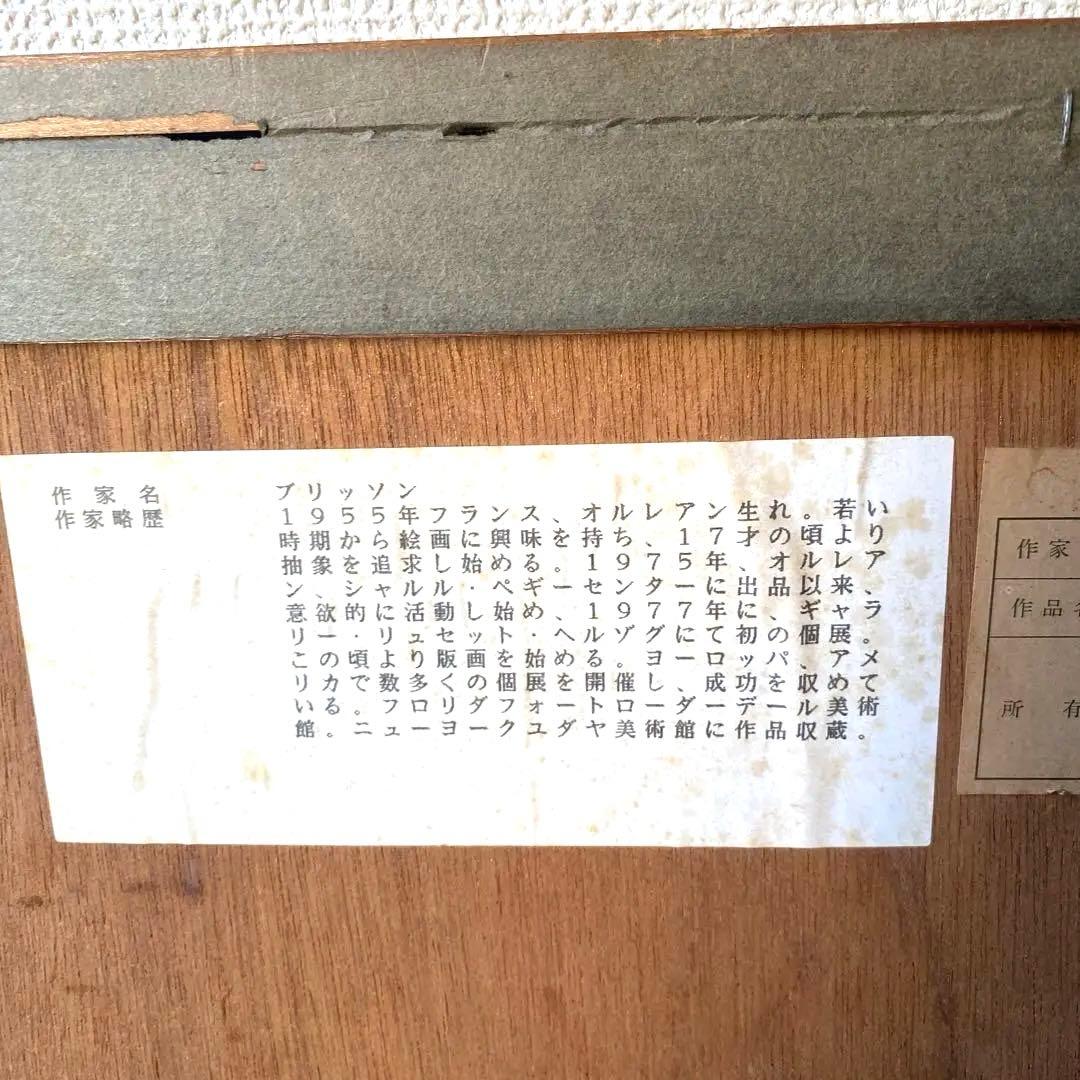 作家名 ブリッソン
作家略歴 1955年フランス、オルレアン生れ。若い
時期から絵画に興味を持ち、17才の頃より
抽象を追求し始める。1975年、オルレア
ン、シャルル・ペギーセンターに出品以来、
意欲的に活動し始め、1977年に、ギャラ
リー・リュセット・ヘルゾグにて初の個展。
この頃より版画を始める。ヨーロッパ、アメ
リカで数多くの個展を開催し、成功を収めて
いる。フロリダフォートローダーデール美術
館。ニューヨークユダヤ美術館に作品収蔵。
作家
作品
所有